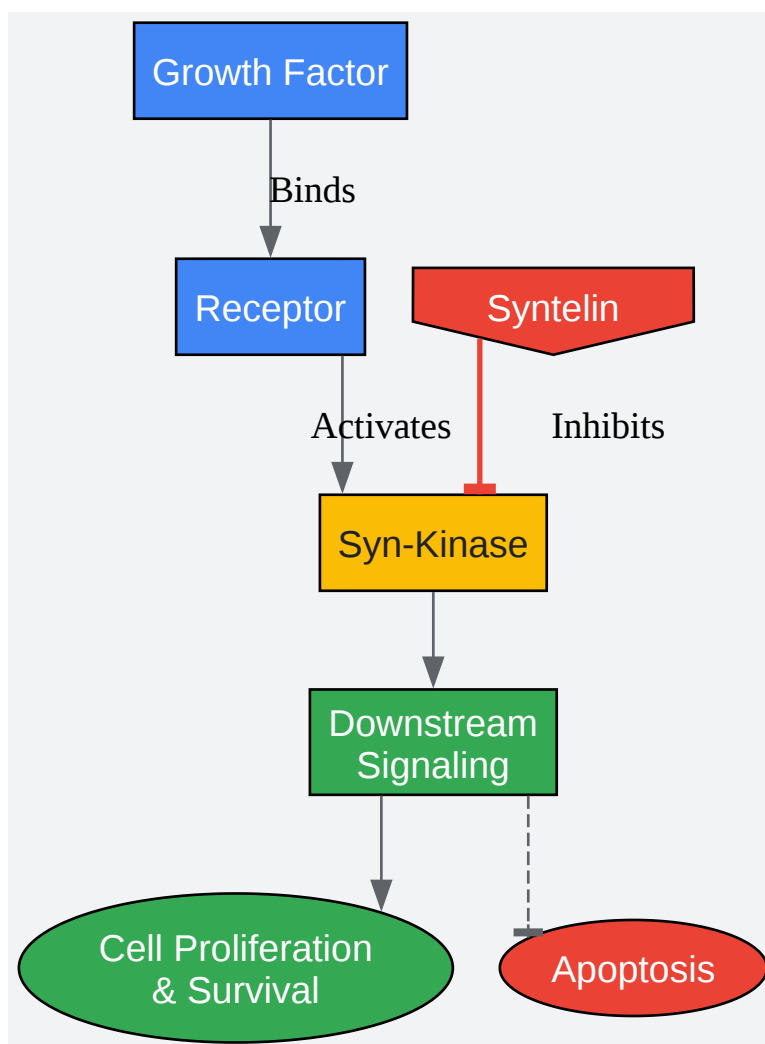 Growth Factor
Binds
Receptor
Syntelin
Activates
Inhibits
Syn-Kinase
Downstream
Signaling
Cell Proliferation
& Survival
Apoptosis